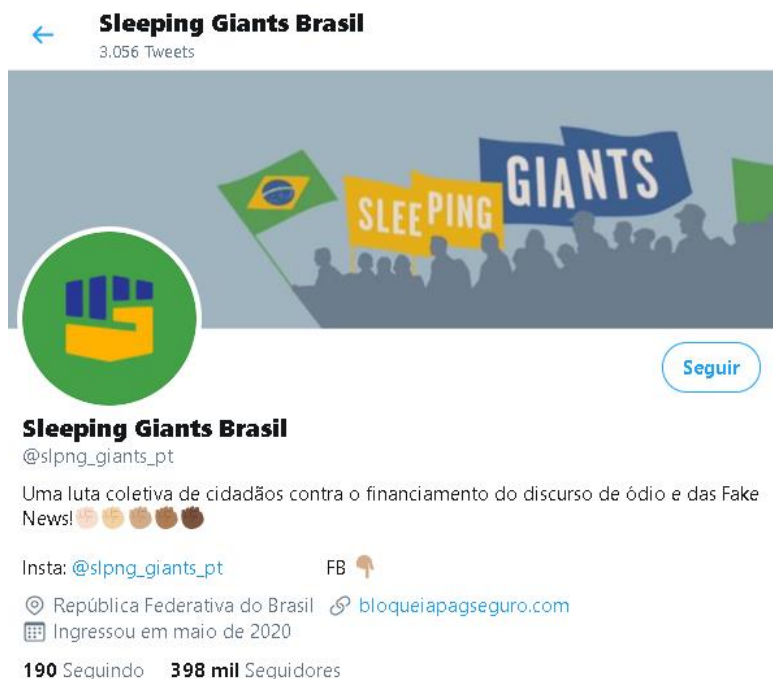 Sleeping Giants Brasil
3.056 Tweets
SLEEPING GIANTS
Seguir
Sleeping Giants Brasil
@slpng_giants_pt
Uma luta coletiva de cidadãos contra o financiamento do discurso de ódio e das Fake
News!✊🏻✊🏼✊🏽✊🏾✊🏿
Insta: @slpng_giants_pt FB 👇🏽
República Federativa do Brasil bloqueiapagseguro.com
Ingressou em maio de 2020
190 Seguindo 398 mil Seguidores